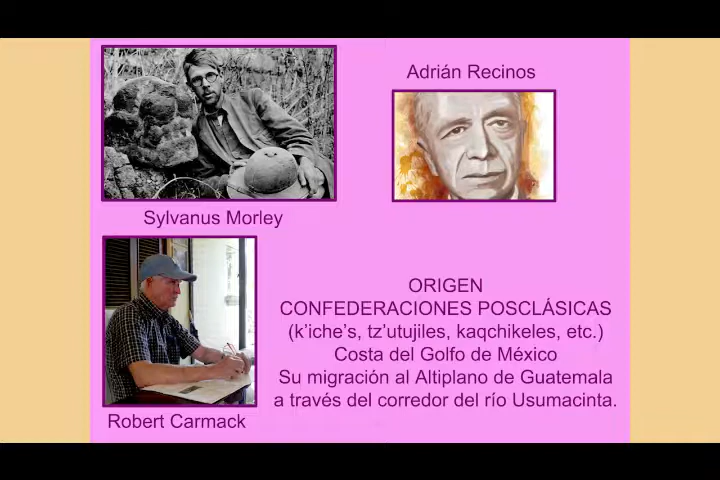 Adrián Recinos
Sylvanus Morley
ORIGEN
CONFEDERACIONES POSCLÁSICAS
(k'iche's, tz'utujiles, kaqchikeles, etc.)
Costa del Golfo de México
Su migración al Altiplano de Guatemala
a través del corredor del río Usumacinta.
Robert Carmack